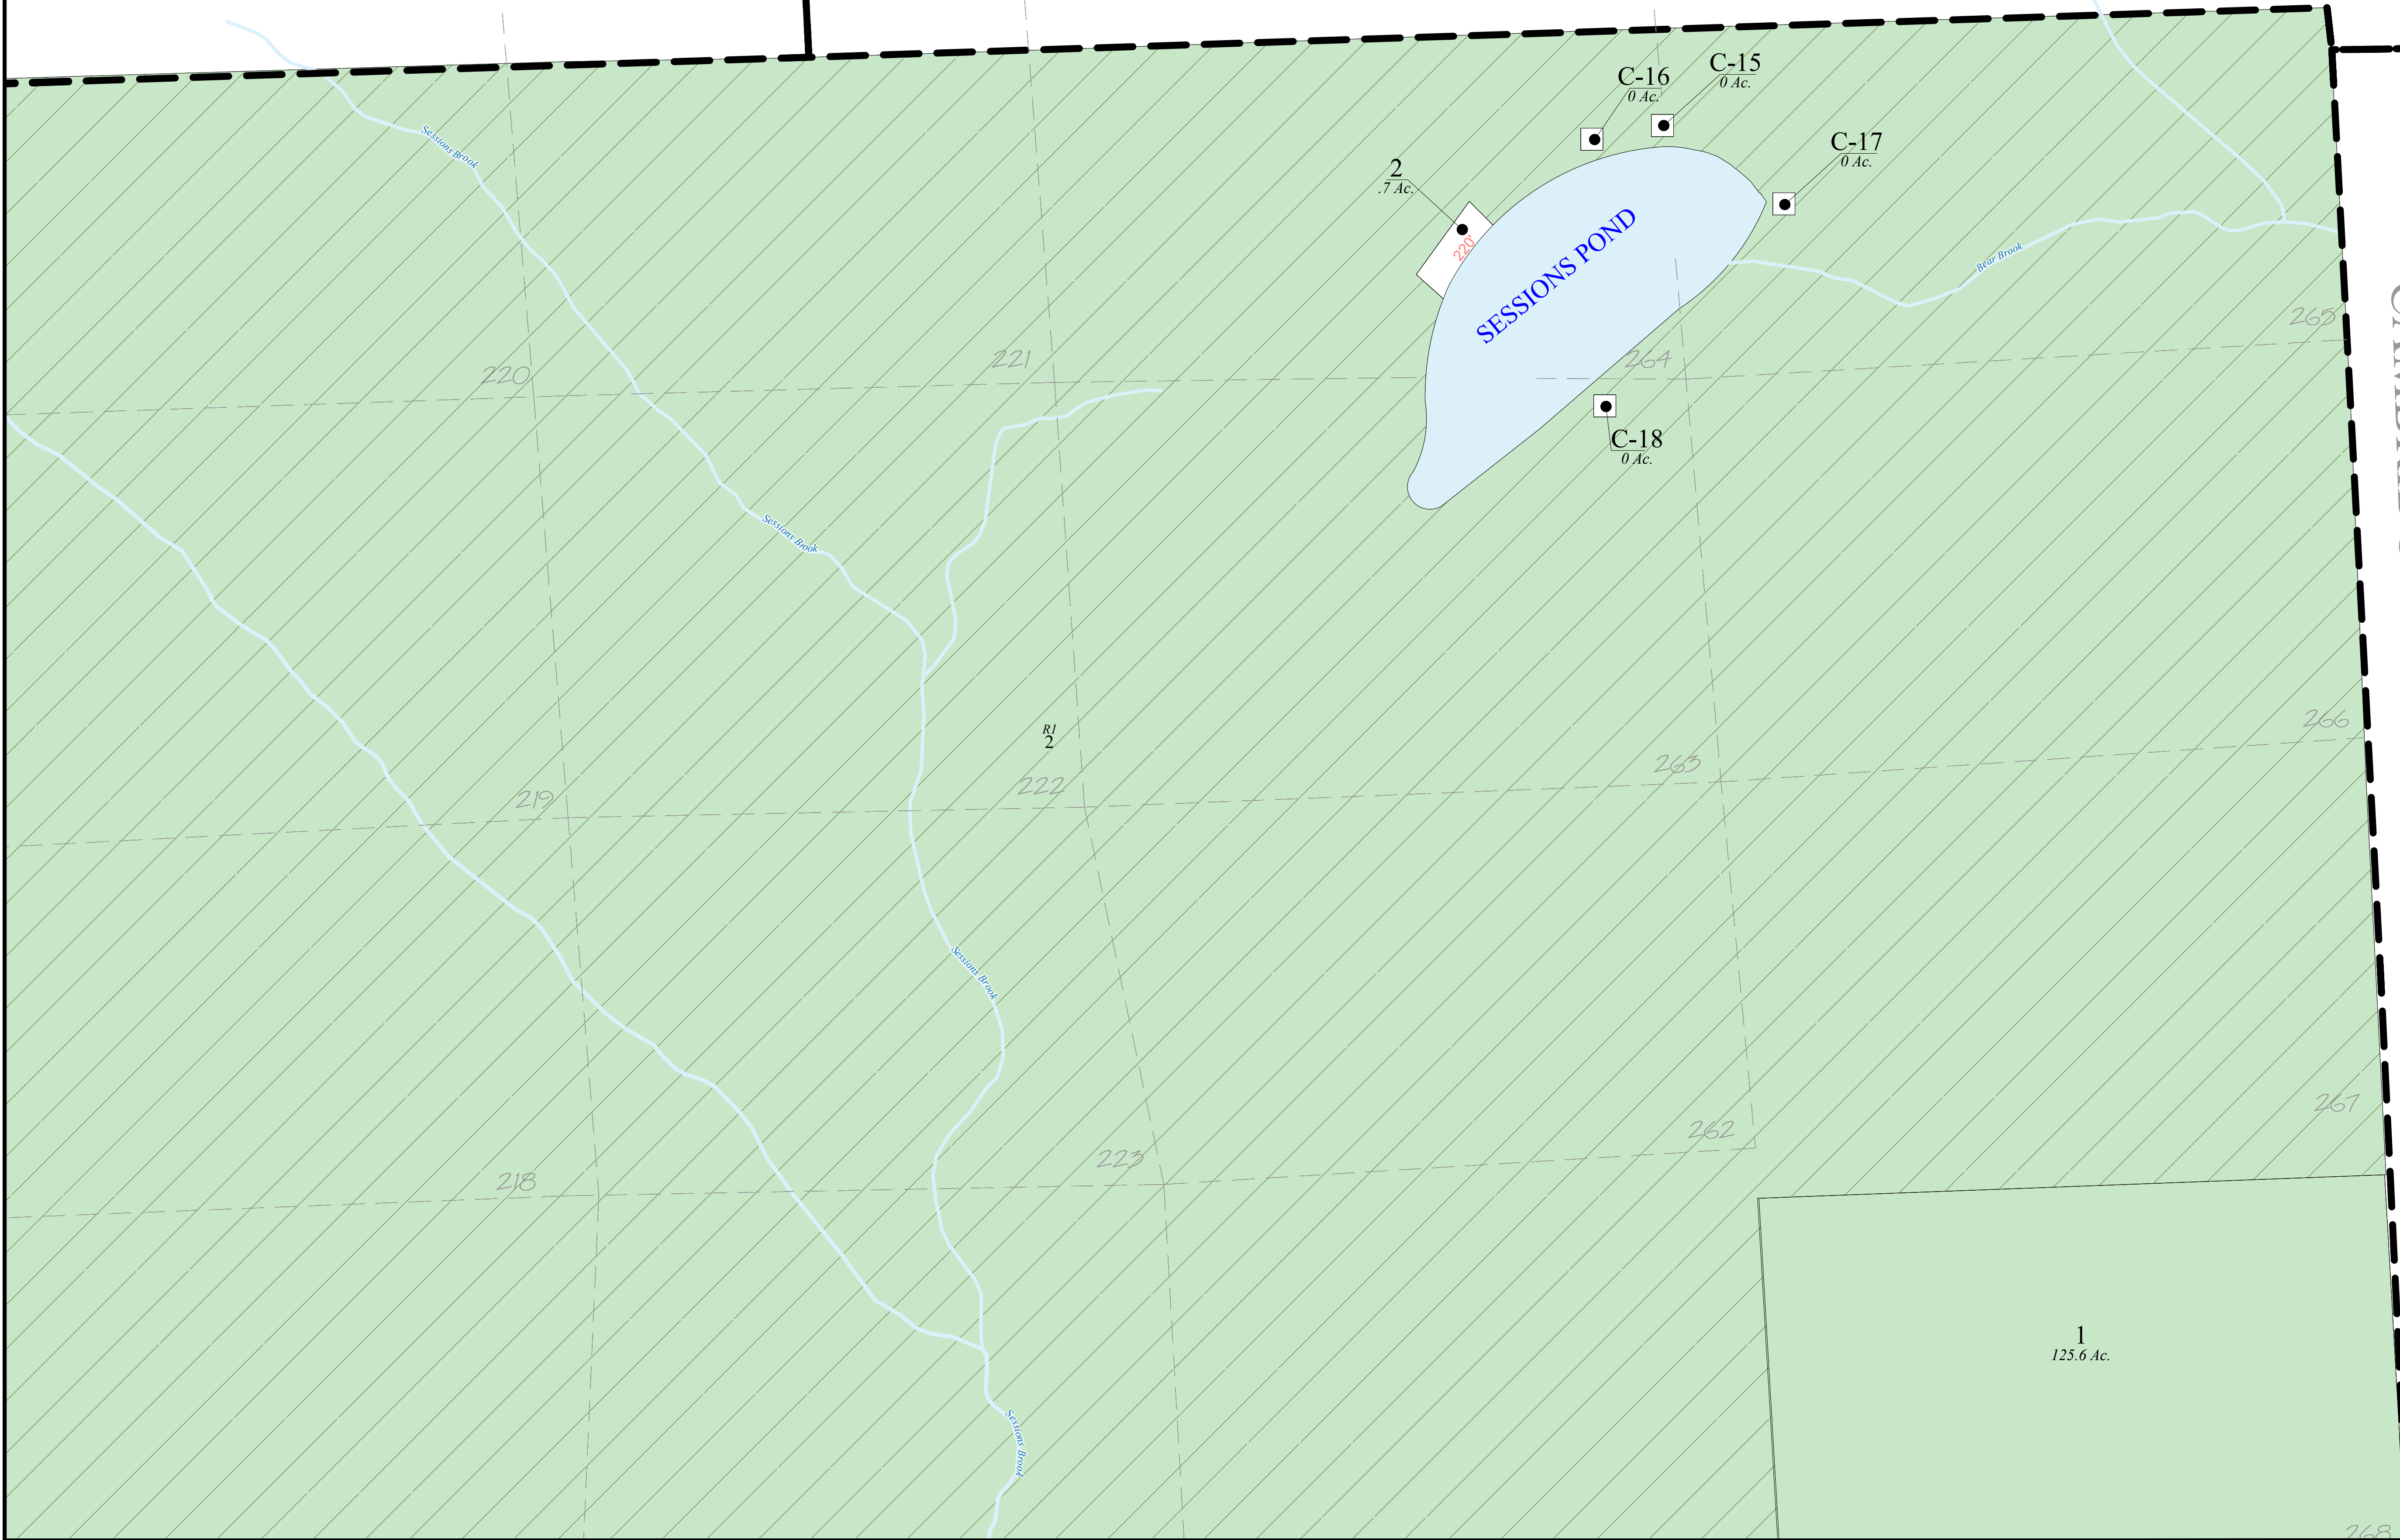 C-15
0 Ac.
C-16
0 Ac.
Sessions Brook
C-17
0 Ac.
2
.7 Ac.
220'
SESSIONS POND
Bear Brook
265
264
221
220
C-18
0 Ac.
Sessions Brook
266
R1
2
263
222
219
Sessions Brook
267
262
223
218
1
125.6 Ac.
Sessions Brook
268